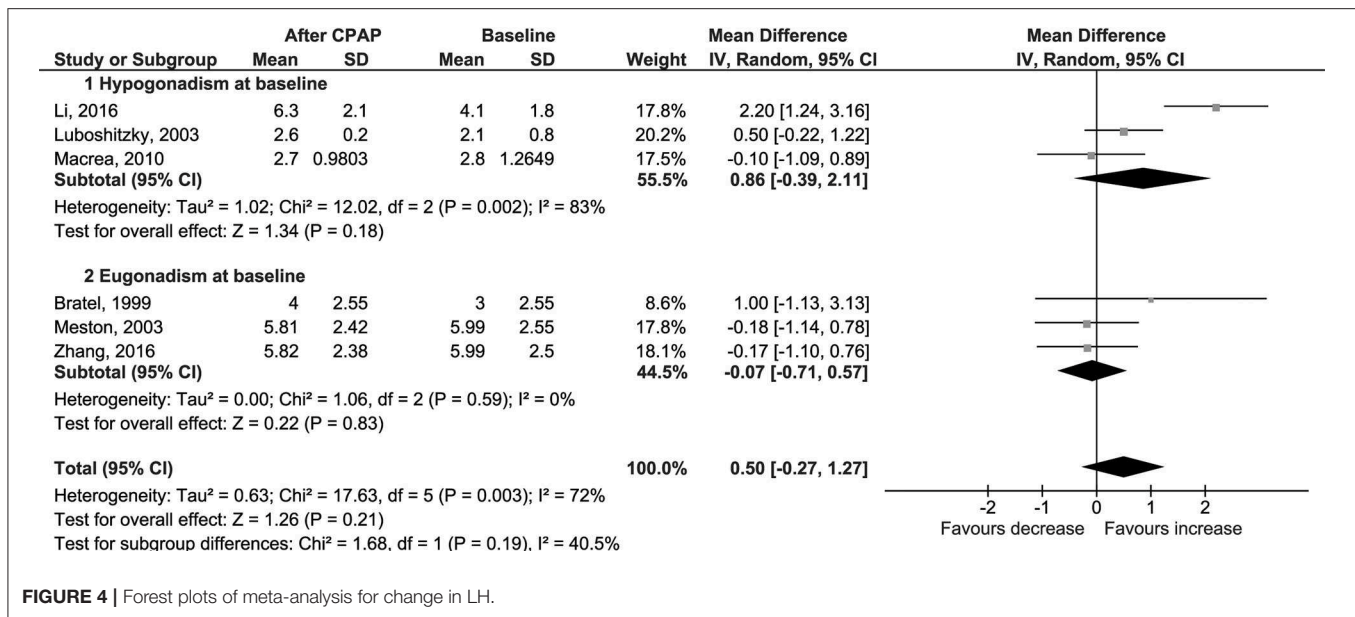 After CPAP Baseline Mean Difference Mean Difference
Study or Subgroup Mean SD Mean SD Weight IV, Random, 95% CI IV, Random, 95% CI
1 Hypogonadism at baseline
Li, 2016 6.3 2.1 4.1 1.8 17.8% 2.20 [1.24, 3.16]
Luboshitzky, 2003 2.6 0.2 2.1 0.8 20.2% 0.50 [-0.22, 1.22]
Macrea, 2010 2.7 0.9803 2.8 1.2649 17.5% -0.10 [-1.09, 0.89]
Subtotal (95% CI) 55.5% 0.86 [-0.39, 2.11]
Heterogeneity: Tau² = 1.02; Chi² = 12.02, df = 2 (P = 0.002); I² = 83%
Test for overall effect: Z = 1.34 (P = 0.18)
2 Eugonadism at baseline
Bratel, 1999 4 2.55 3 2.55 8.6% 1.00 [-1.13, 3.13]
Meston, 2003 5.81 2.42 5.99 2.55 17.8% -0.18 [-1.14, 0.78]
Zhang, 2016 5.82 2.38 5.99 2.5 18.1% -0.17 [-1.10, 0.76]
Subtotal (95% CI) 44.5% -0.07 [-0.71, 0.57]
Heterogeneity: Tau² = 0.00; Chi² = 1.06, df = 2 (P = 0.59); I² = 0%
Test for overall effect: Z = 0.22 (P = 0.83)
Total (95% CI) 100.0% 0.50 [-0.27, 1.27]
Heterogeneity: Tau² = 0.63; Chi² = 17.63, df = 5 (P = 0.003); I² = 72%
Test for overall effect: Z = 1.26 (P = 0.21)
Test for subgroup differences: Chi² = 1.68, df = 1 (P = 0.19), I² = 40.5%
-2 -1 0 1 2
Favours decrease Favours increase
FIGURE 4 | Forest plots of meta-analysis for change in LH.